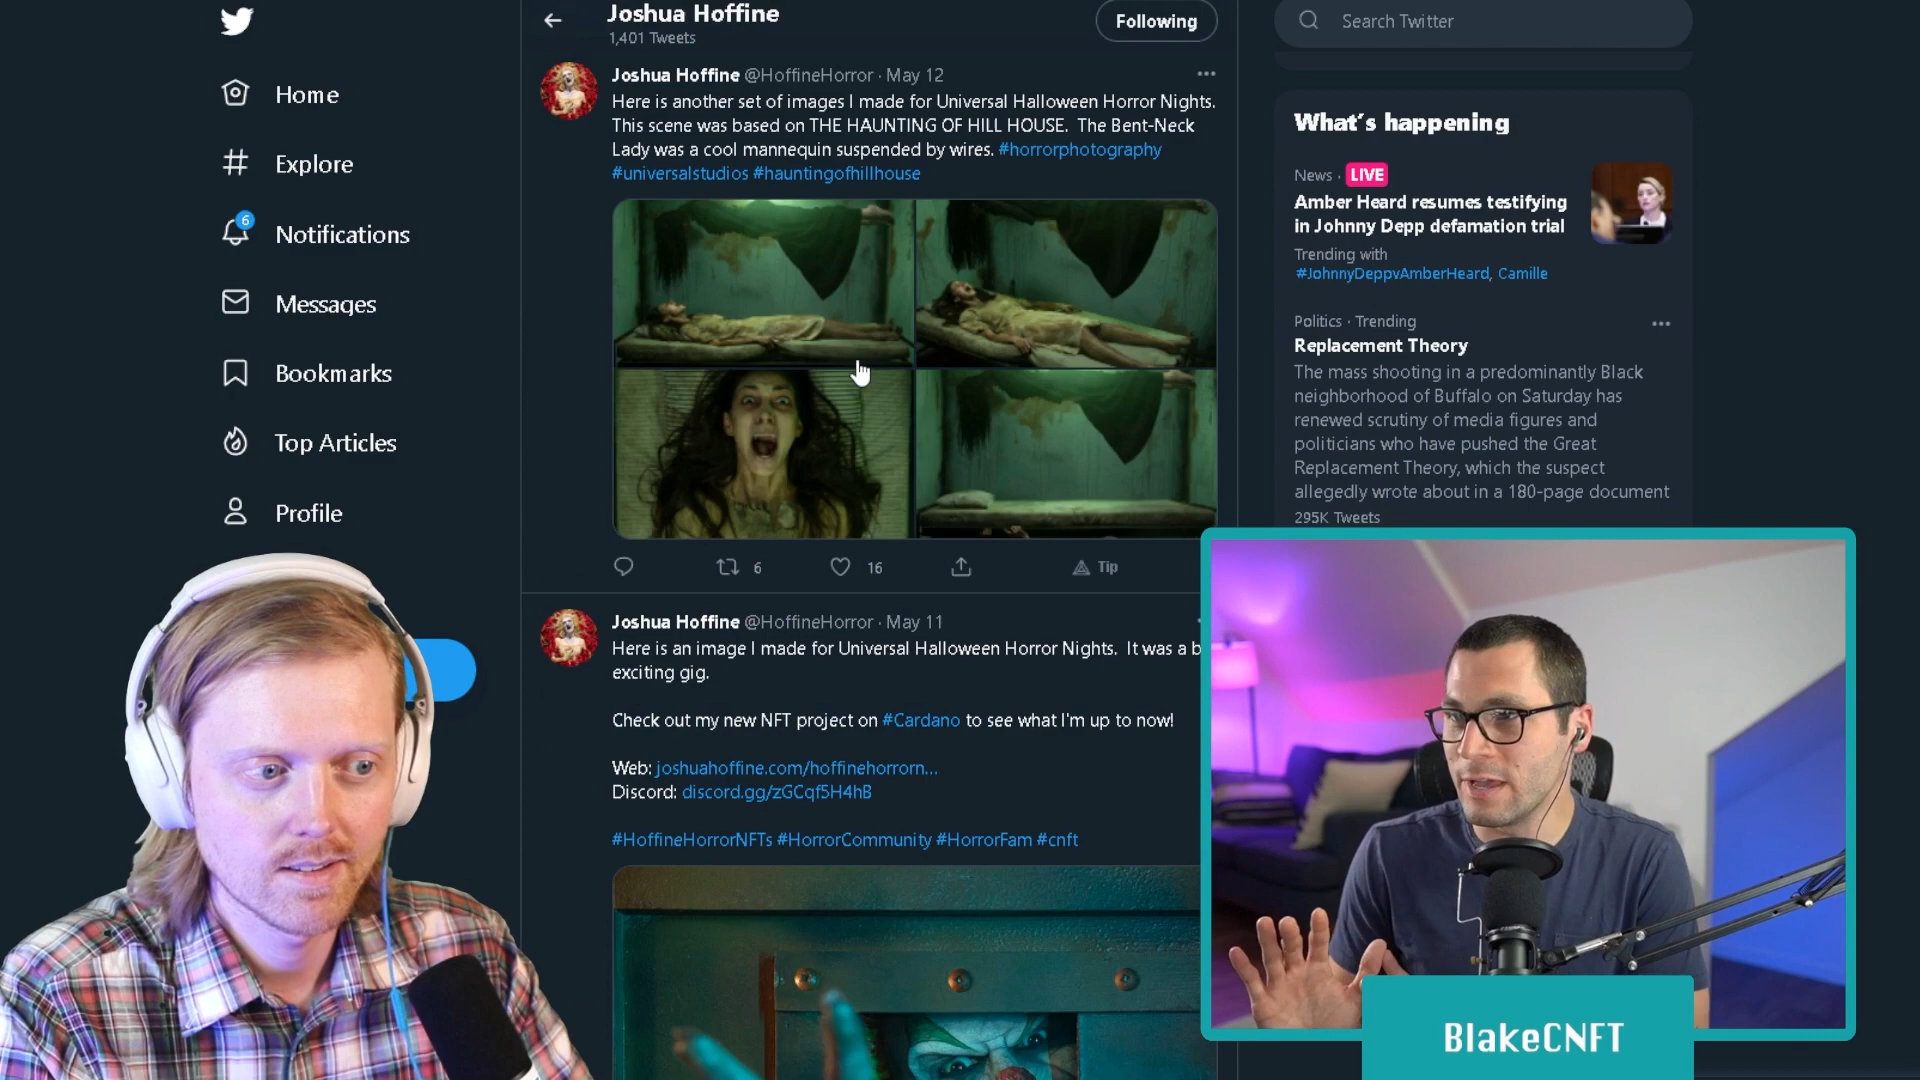 Home
Explore
6
Notifications
Messages
Bookmarks
Top Articles
Profile
Joshua Hoffine
1,401 Tweets
Following
Joshua Hoffine @HoffineHorror · May 12
Here is another set of images I made for Universal Halloween Horror Nights.
This scene was based on THE HAUNTING OF HILL HOUSE. The Bent-Neck
Lady was a cool mannequin suspended by wires. #horrorphotography
#universalstudios #hauntingofhillhouse
6
16
Tip
Joshua Hoffine @HoffineHorror · May 11
Here is an image I made for Universal Halloween Horror Nights. It was a b
exciting gig.
Check out my new NFT project on #Cardano to see what I'm up to now!
Web: joshuahoffine.com/hoffinehorrorn...
Discord: discord.gg/zGCqf5H4hB
#HoffineHorrorNFTs #HorrorCommunity #HorrorFam #cnft
Search Twitter
What's happening
News · LIVE
Amber Heard resumes testifying
in Johnny Depp defamation trial
Trending with
#JohnnyDeppvAmberHeard, Camille
Politics · Trending
Replacement Theory
The mass shooting in a predominantly Black
neighborhood of Buffalo on Saturday has
renewed scrutiny of media figures and
politicians who have pushed the Great
Replacement Theory, which the suspect
allegedly wrote about in a 180-page document
295K Tweets
BlakeCNFT